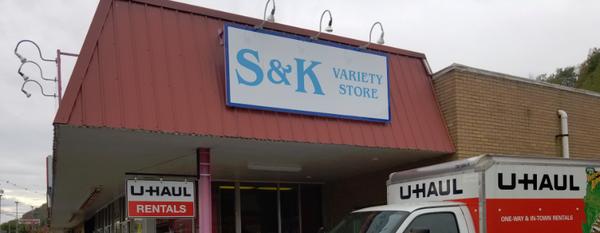 S&K
VARIETY
STORE
U-HAUL
RENTALS
U-HAUL
U-HAUL
ONE-WAY & IN-TOWN RENTALS